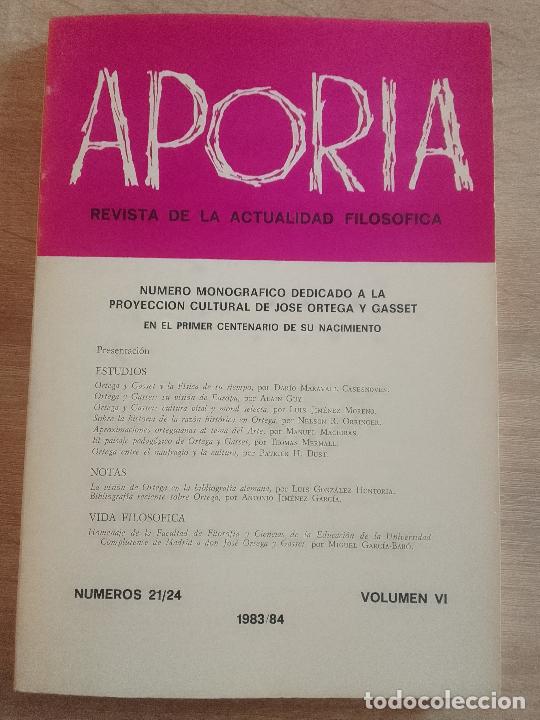 APORIA
REVISTA DE LA ACTUALIDAD FILOSOFICA
NUMERO MONOGRAFICO DEDICADO A LA
PROYECCION CULTURAL DE JOSE ORTEGA Y GASSET
EN EL PRIMER CENTENARIO DE SU NACIMIENTO
Presentación
ESTUDIOS
Ortega y Gasset y la Física de su tiempo, por DARÍO MARAVALL CASESNOVES.
Ortega y Gasset: su visión de Europa, por ALAIN GUY.
Ortega y Gasset: cultura vital y moral selecta, por LUIS JIMÉNEZ MORENO.
Sobre la historia de la razón histórica en Ortega, por NELSON R. ORRINGER.
Aproximaciones orteguianas al tema del Arte, por MANUEL MACEIRAS.
El paisaje pedagógico de Ortega y Gasset, por THOMAS MERMALL.
Ortega entre el naufragio y la cultura, por PATRICK H. DUST.
NOTAS
La visión de Ortega en la bibliografía alemana, por LUIS GONZÁLEZ HONTORIA.
Bibliografía reciente sobre Ortega, por ANTONIO JIMÉNEZ GARCÍA.
VIDA FILOSOFICA
Homenaje de la Facultad de Filosofía y Ciencias de la Educación de la Universidad
Complutense de Madrid a don José Ortega y Gasset, por MIGUEL GARCÍA-BARÓ.
NUMEROS 21/24
VOLUMEN VI
1983/84
todocoleccion